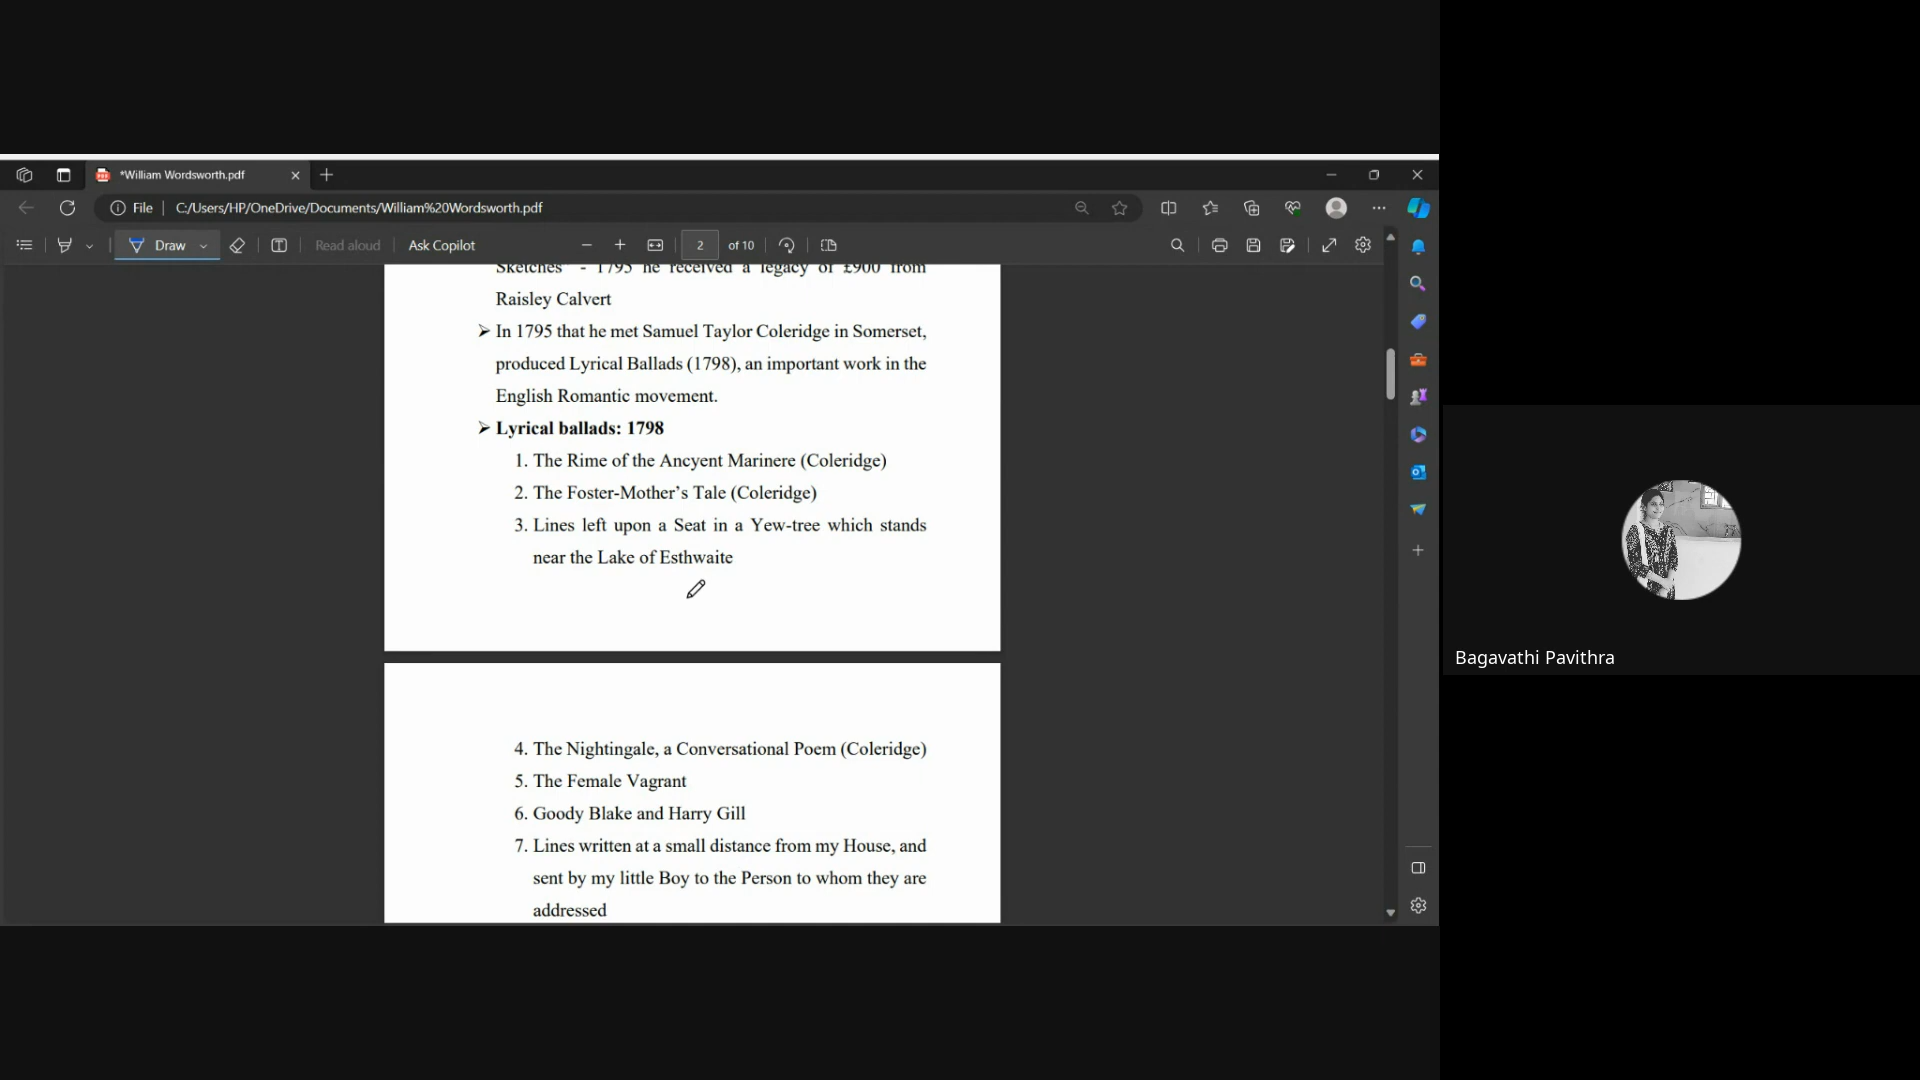 *William Wordsworth.pdf
File
C:/Users/HP/OneDrive/Documents/William%20Wordsworth.pdf
Draw
Read aloud
Ask Copilot
2 of 10
Sketches" - 1795 he received a legacy of £900 from
Raisley Calvert
➢ In 1795 that he met Samuel Taylor Coleridge in Somerset,
produced Lyrical Ballads (1798), an important work in the
English Romantic movement.
➢ Lyrical ballads: 1798
1. The Rime of the Ancyent Marinere (Coleridge)
2. The Foster-Mother’s Tale (Coleridge)
3. Lines left upon a Seat in a Yew-tree which stands
near the Lake of Esthwaite
4. The Nightingale, a Conversational Poem (Coleridge)
5. The Female Vagrant
6. Goody Blake and Harry Gill
7. Lines written at a small distance from my House, and
sent by my little Boy to the Person to whom they are
addressed
Bagavathi Pavithra